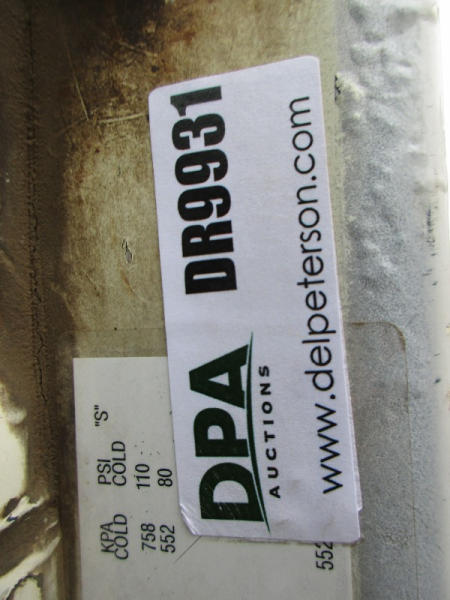 DPA DR9931
AUCTIONS
www.delpeterson.com
"S"
KPA PSI
COLD COLD
758 110
552 80
552